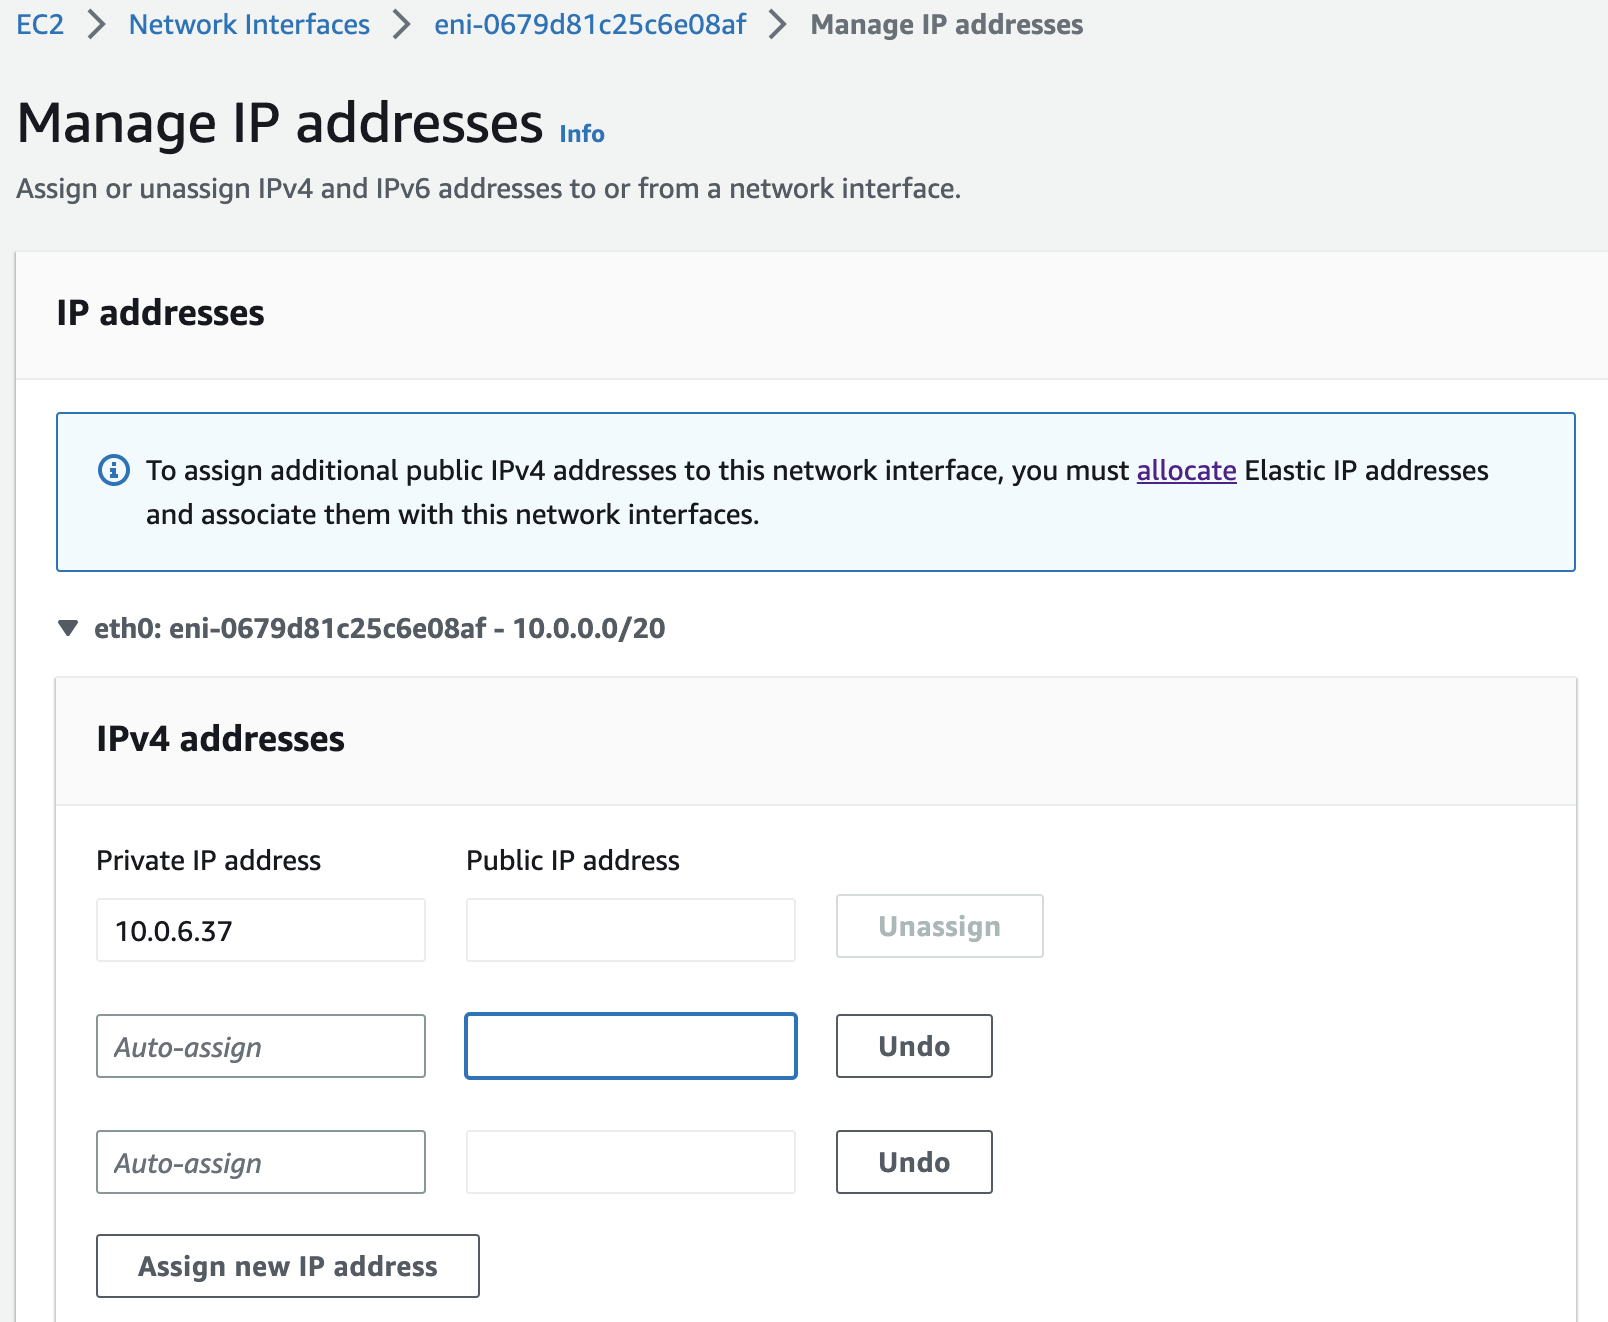 EC2 > Network Interfaces > eni-0679d81c25c6e08af > Manage IP addresses
Manage IP addresses Info
Assign or unassign IPv4 and IPv6 addresses to or from a network interface.
IP addresses
To assign additional public IPv4 addresses to this network interface, you must allocate Elastic IP addresses
and associate them with this network interfaces.
eth0: eni-0679d81c25c6e08af - 10.0.0.0/20
IPv4 addresses
Private IP address Public IP address
10.0.6.37 Unassign
Auto-assign Undo
Auto-assign Undo
Assign new IP address